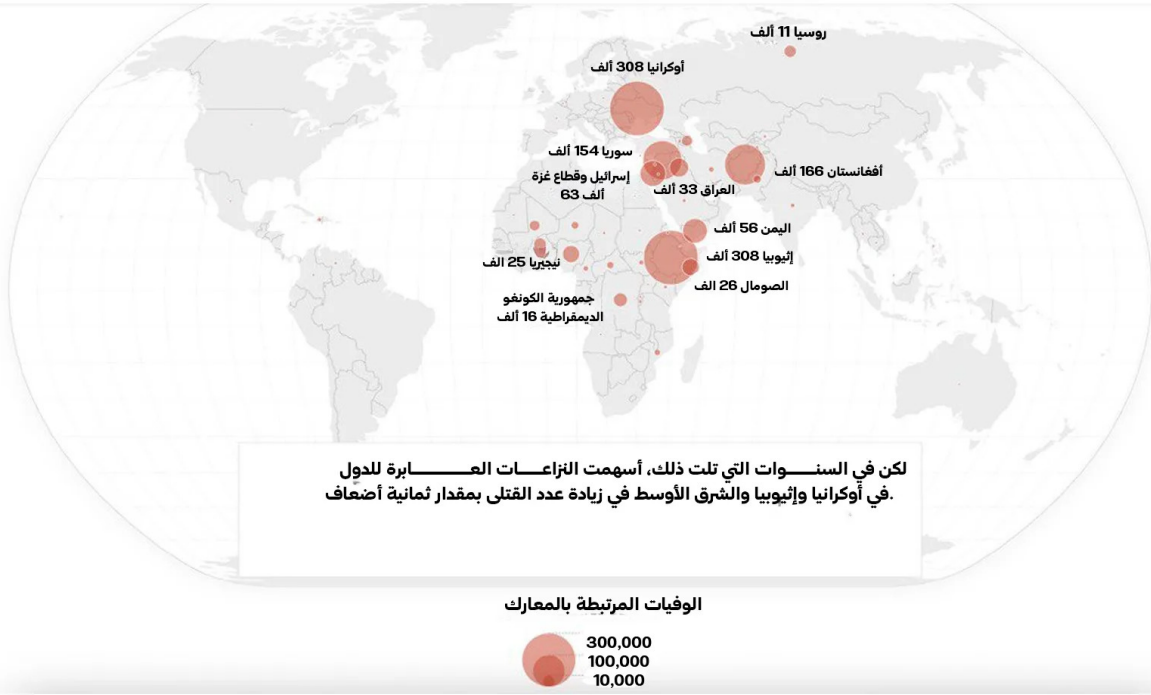 روسيا 11 ألف
أوكرانيا 308 ألف
سوريا 154 ألف
إسرائيل وقطاع غزة
63 ألف
العراق 33 ألف
أفغانستان 166 ألف
اليمن 56 ألف
إثيوبيا 308 ألف
الصومال 26 الف
نيجيريا 25 الف
جمهورية الكونغو
الديمقراطية 16 ألف
لكن في السنـــوات التي تلت ذلك، أسهمت النزاعـــات العـــــــابرة للدول
في أوكرانيا وإثيوبيا والشرق الأوسط في زيادة عدد القتلى بمقدار ثمانية أضعاف.
الوفيات المرتبطة بالمعارك
300,000
100,000
10,000